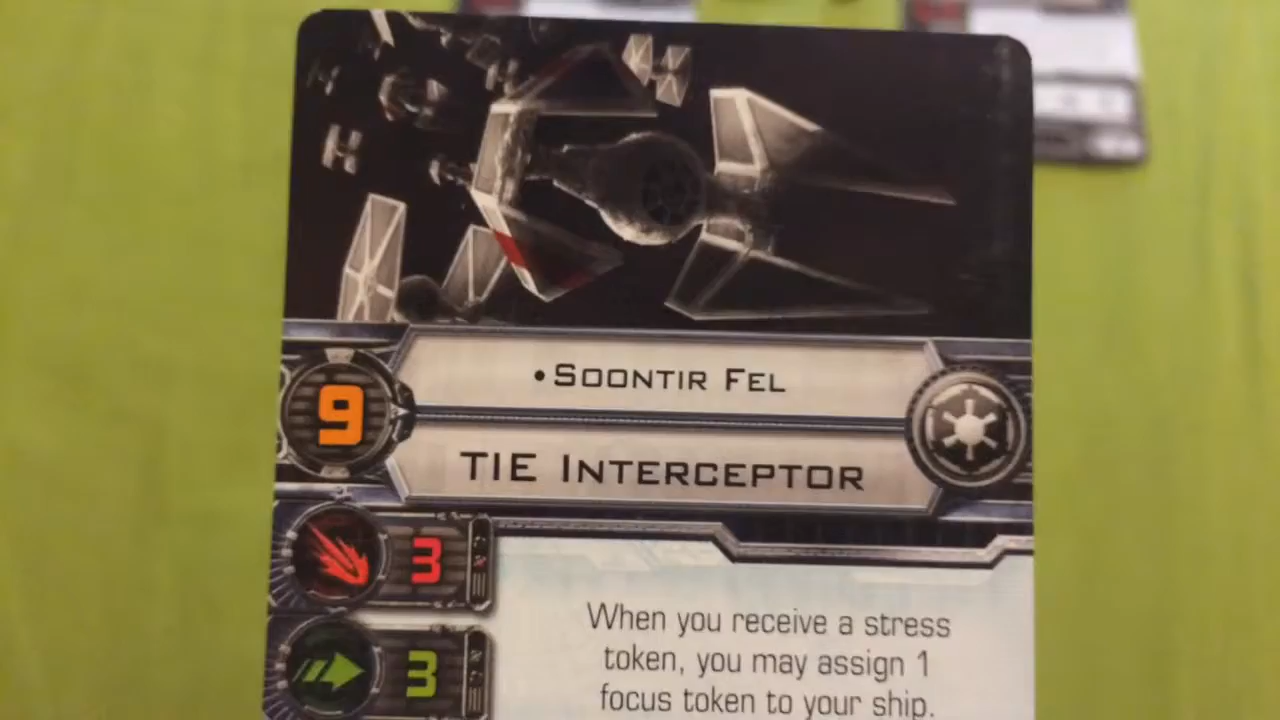 •Soontir Fel
9
TIE Interceptor
3
3
When you receive a stress
token, you may assign 1
focus token to your ship.